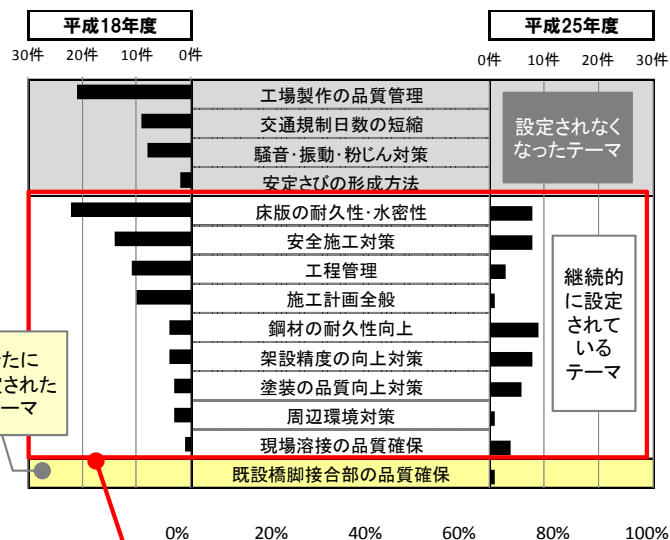 平成18年度
平成25年度
30件 20件 10件 0件
0件 10件 20件 30件
工場製作の品質管理
交通規制日数の短縮
騒音・振動・粉じん対策
安定さびの形成方法
設定されなく
なったテーマ
床版の耐久性・水密性
安全施工対策
工程管理
施工計画全般
鋼材の耐久性向上
架設精度の向上対策
塗装の品質向上対策
周辺環境対策
現場溶接の品質確保
継続的
に設定
されて
いる
テーマ
たに
された
ーマ
既設橋脚接合部の品質確保
0% 20% 40% 60% 80% 100%